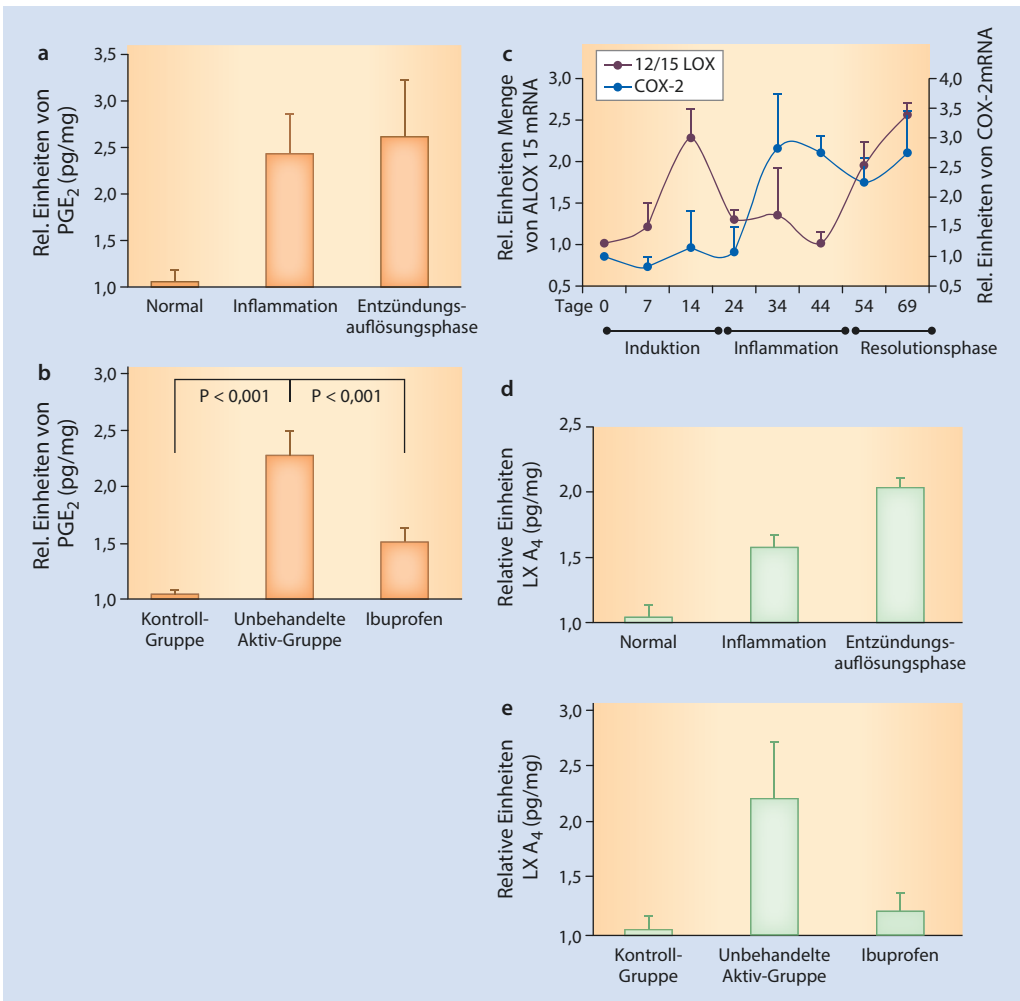 a
3,5
3,0
2,5
2,0
1,5
1,0
Rel. Einheiten von
PGE2 (pg/mg)
Normal
Inflammation
Entzündungs-
auflösungsphase
b
3,0
2,5
2,0
1,5
1,0
Rel. Einheiten von
PGE2 (pg/mg)
P < 0,001
P < 0,001
Kontroll-
Gruppe
Unbehandelte
Aktiv-Gruppe
Ibuprofen
c
12/15 LOX
COX-2
3,0
2,5
2,0
1,5
1,0
0,5
Rel. Einheiten Menge
von ALOX 15 mRNA
4,0
3,5
3,0
2,5
2,0
1,5
1,0
0,5
Rel. Einheiten von COX-2mRNA
Tage 0 7 14 24 34 44 54 69
Induktion
Inflammation
Resolutionsphase
d
2,5
2,0
1,5
1,0
Relative Einheiten
LX A4 (pg/mg)
Normal
Inflammation
Entzündungs-
auflösungsphase
e
3,0
2,5
2,0
1,5
1,0
Relative Einheiten
LX A4 (pg/mg)
Kontroll-
Gruppe
Unbehandelte
Aktiv-Gruppe
Ibuprofen